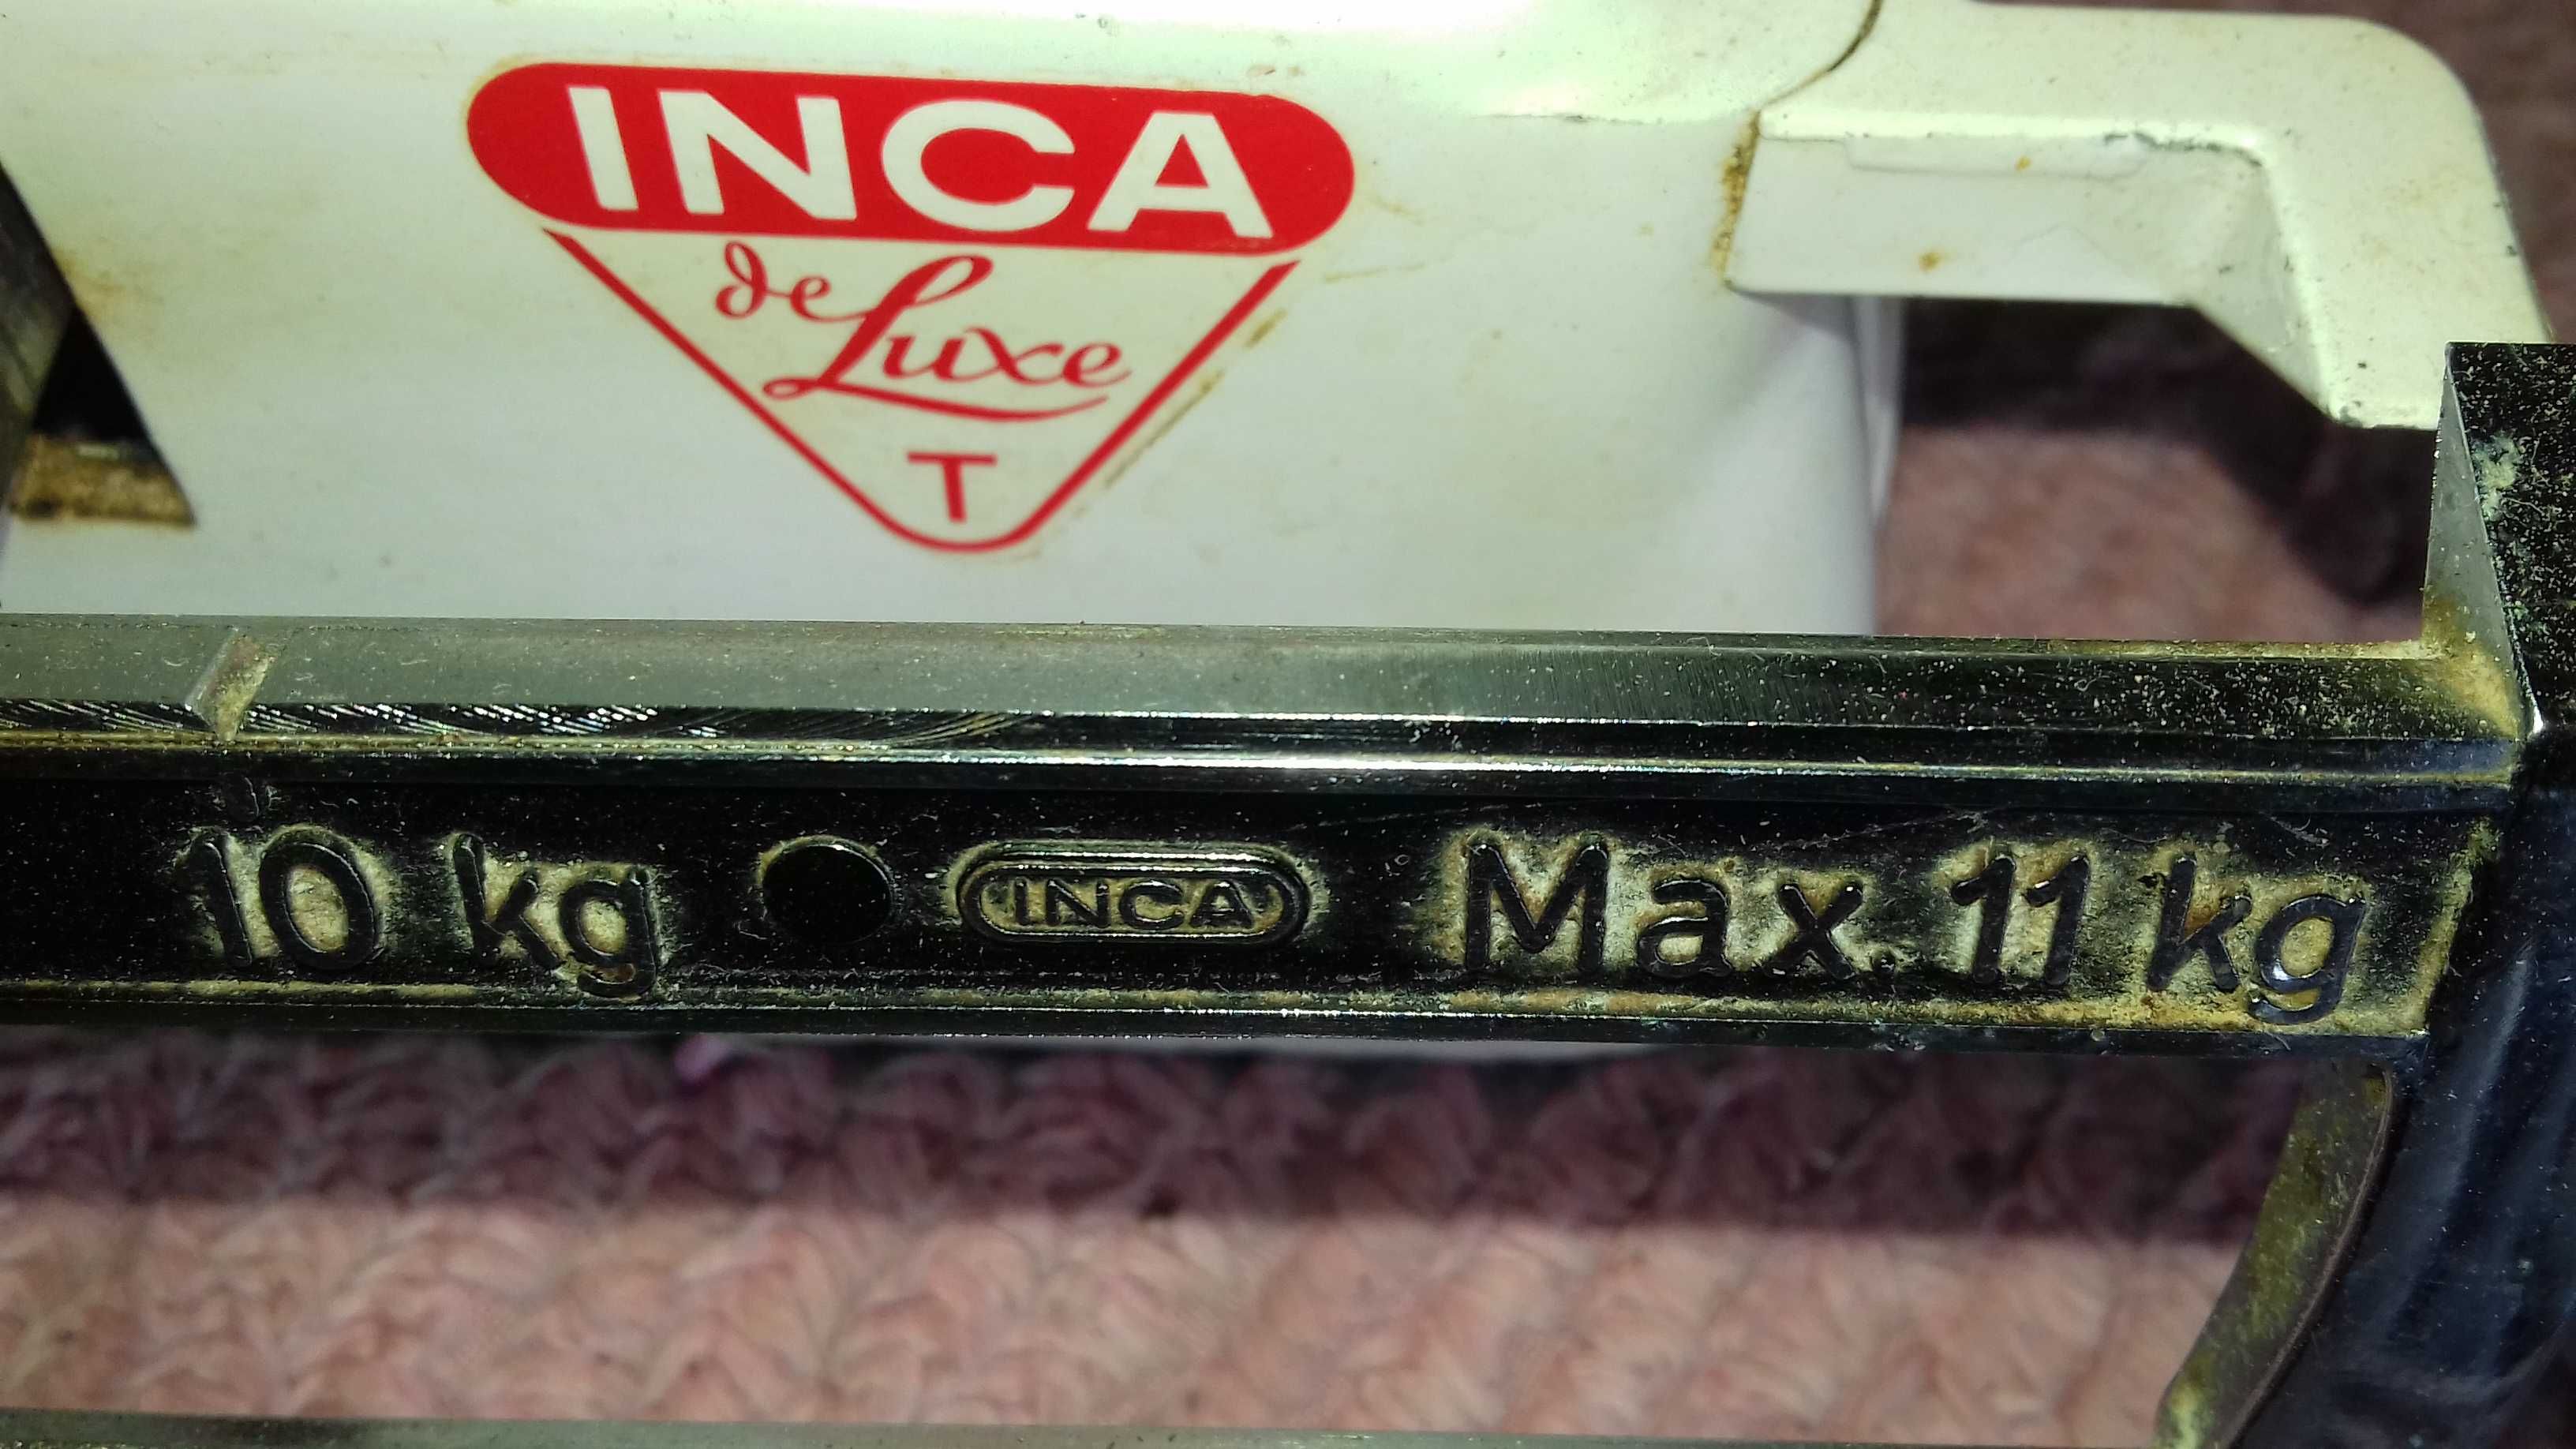 INCA
de Luxe
T
10 kg INCA Max. 11 kg